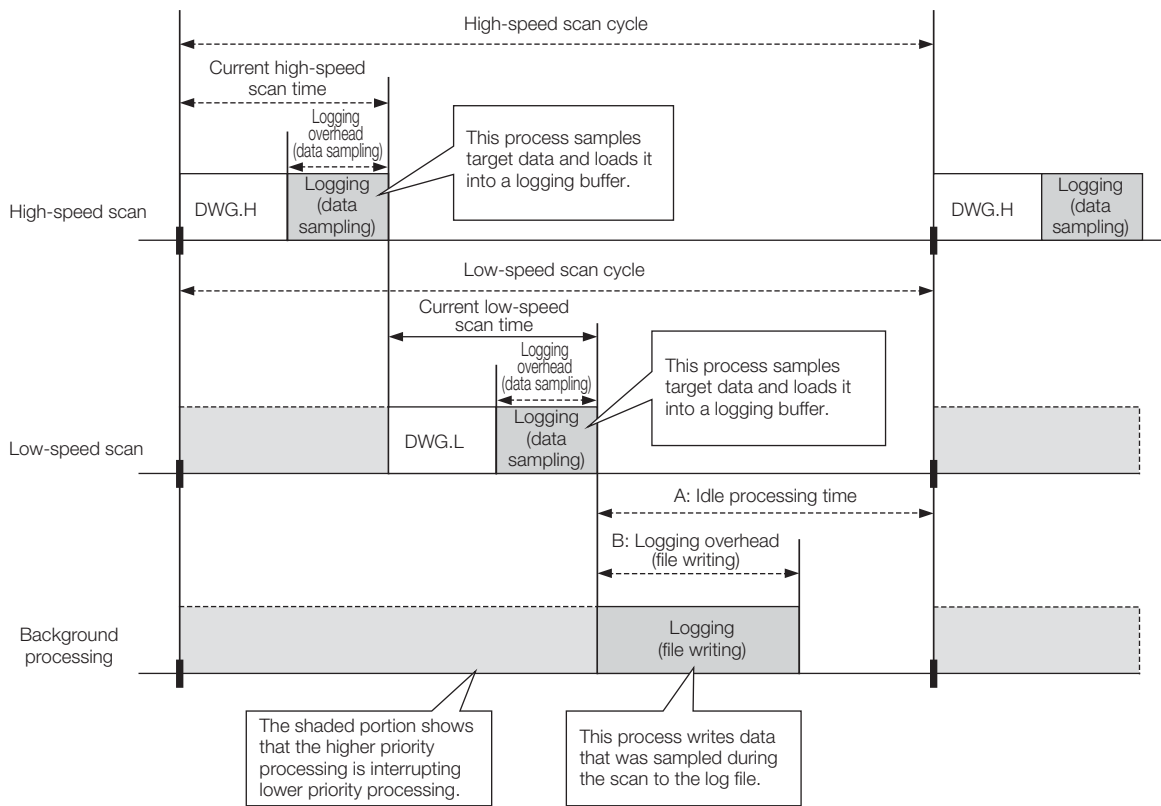 High-speed scan cycle
Current high-speed
scan time
Logging
overhead
(data sampling)
This process samples
target data and loads it
into a logging buffer.
High-speed scan
DWG.H
Logging
(data
sampling)
DWG.H
Logging
(data
sampling)
Low-speed scan cycle
Current low-speed
scan time
Logging
overhead
(data sampling)
This process samples
target data and loads it
into a logging buffer.
Low-speed scan
DWG.L
Logging
(data
sampling)
A: Idle processing time
B: Logging overhead
(file writing)
Background
processing
Logging
(file writing)
The shaded portion shows
that the higher priority
processing is interrupting
lower priority processing.
This process writes data
that was sampled during
the scan to the log file.